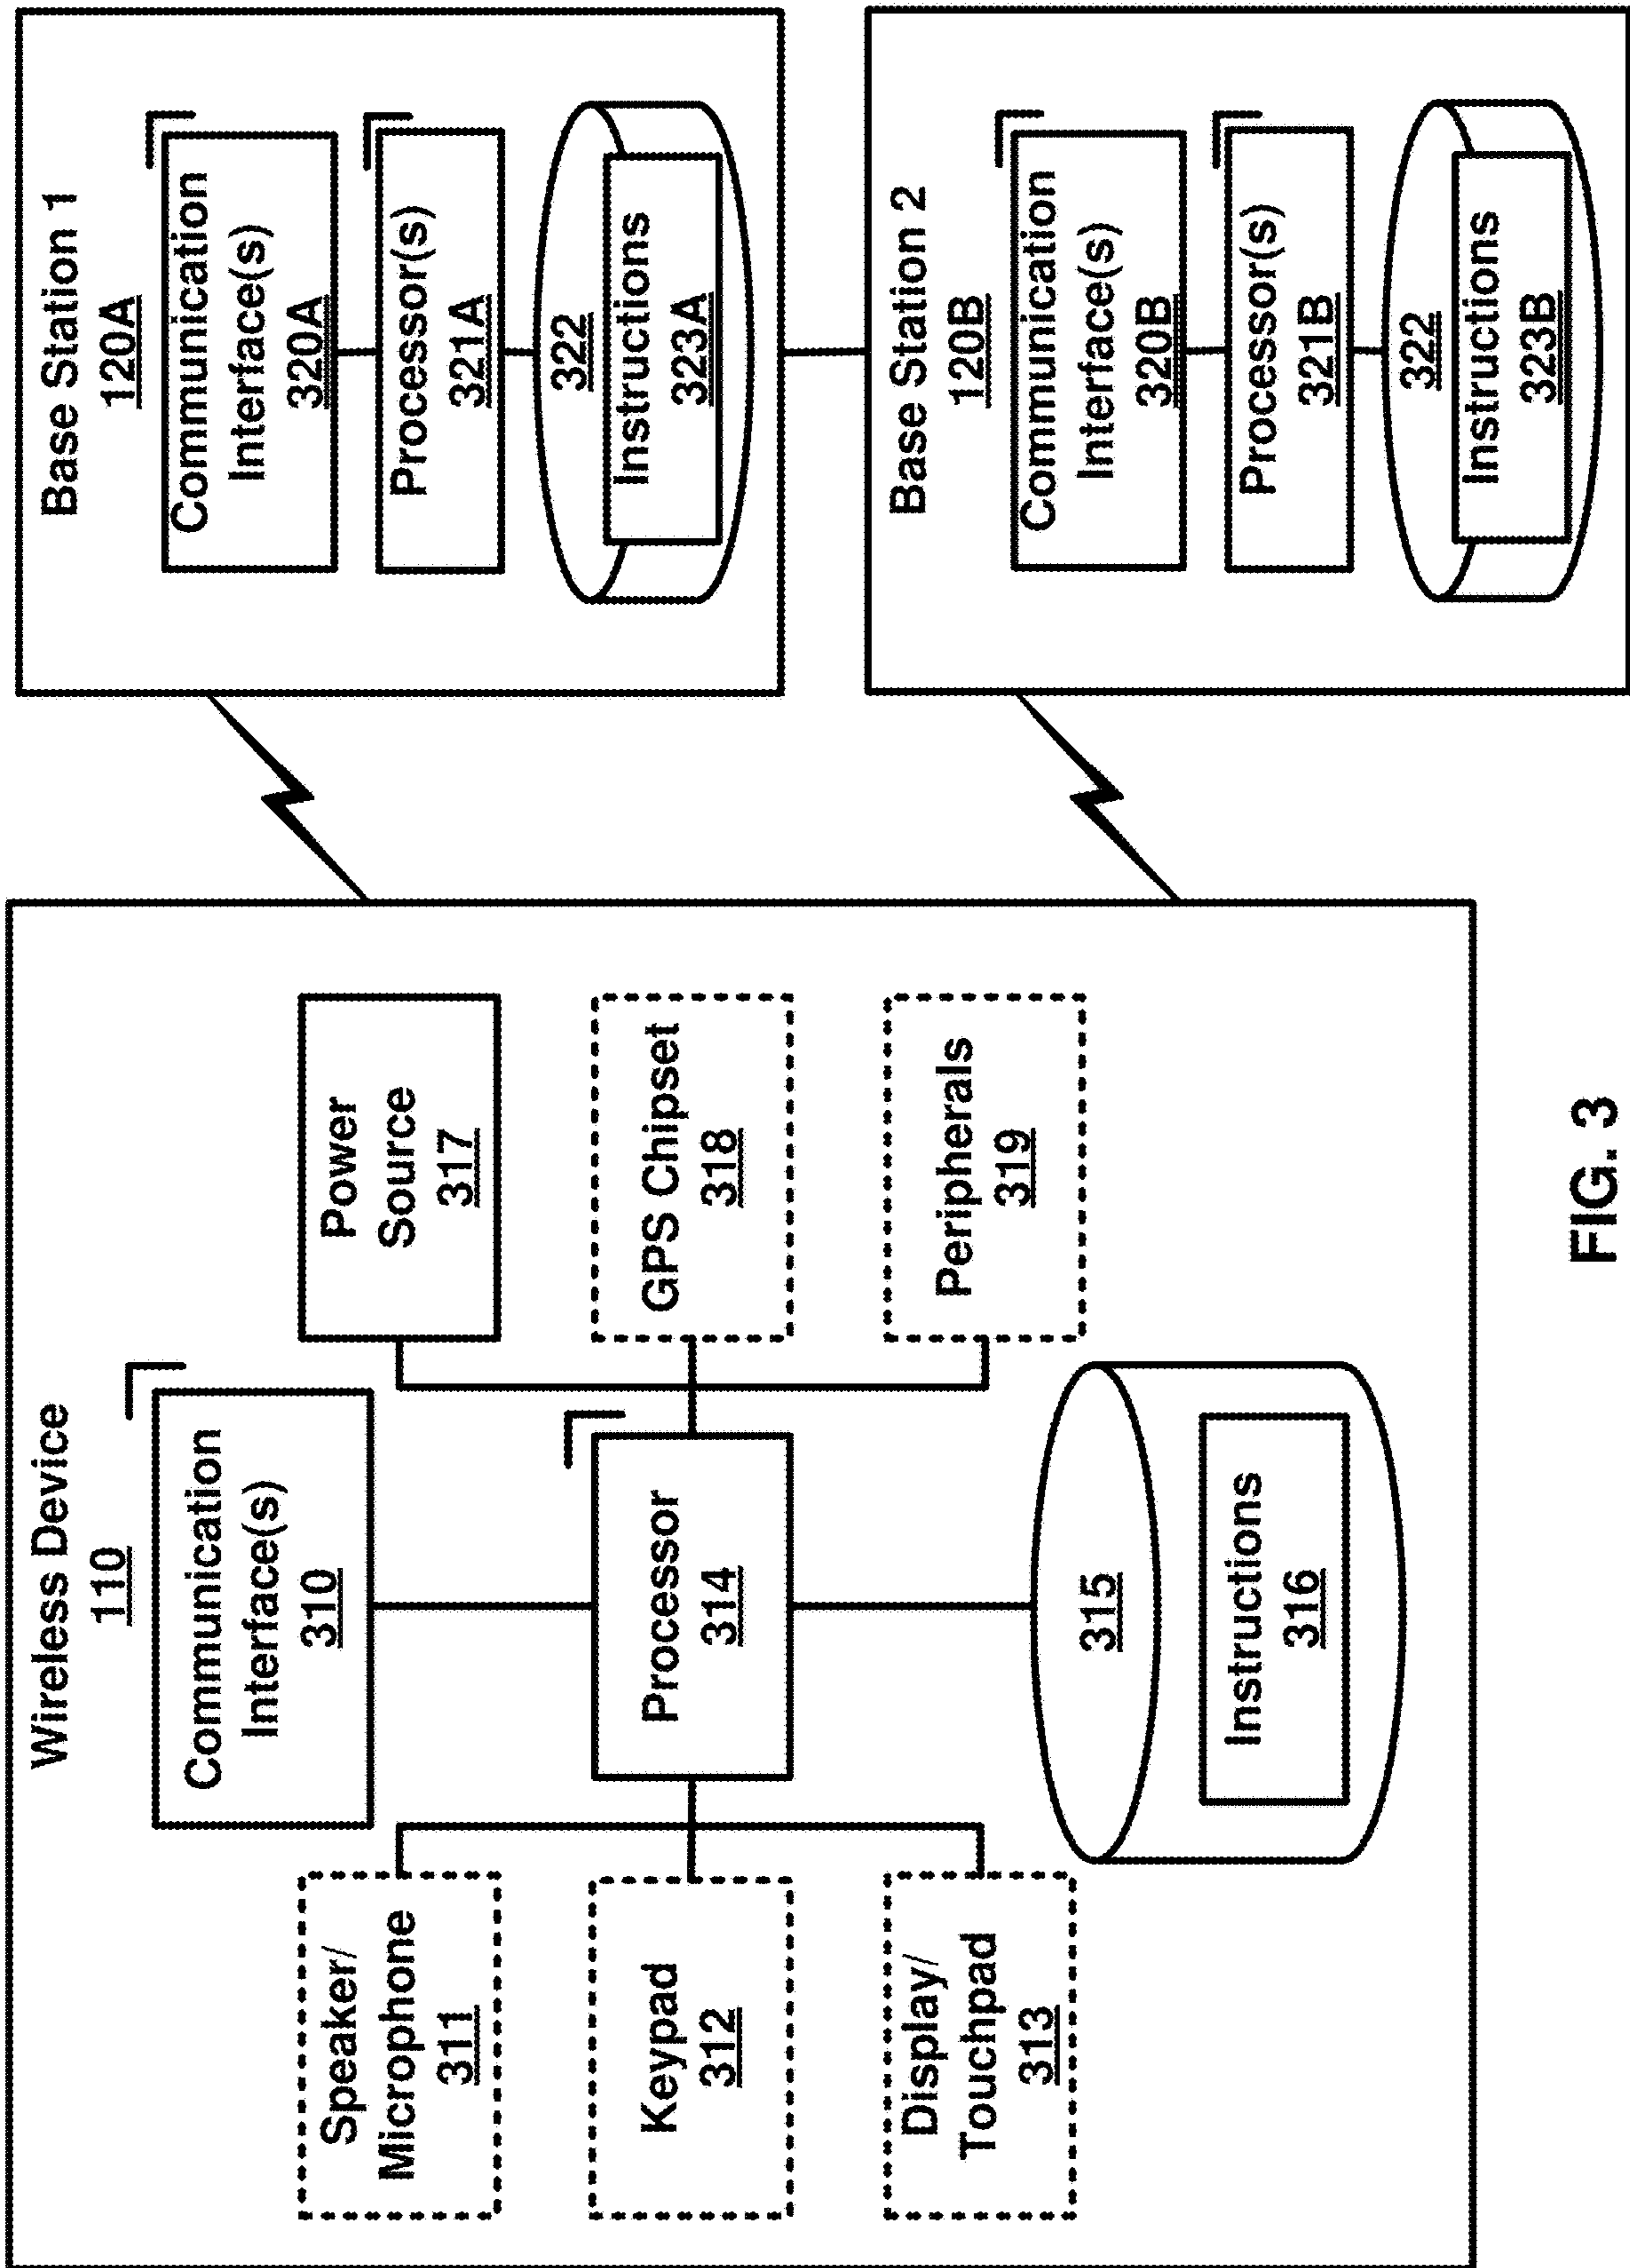 Wireless Device
110
Communication
Interface(s)
310
Speaker/
Microphone
311
Keypad
312
Display/
Touchpad
313
Processor
314
Power
Source
317
GPS Chipset
318
Peripherals
319
315
Instructions
316
Base Station 1
120A
Communication
Interface(s)
320A
Processor(s)
321A
322
Instructions
323A
Base Station 2
120B
Communication
Interface(s)
320B
Processor(s)
321B
322
Instructions
323B
FIG. 3